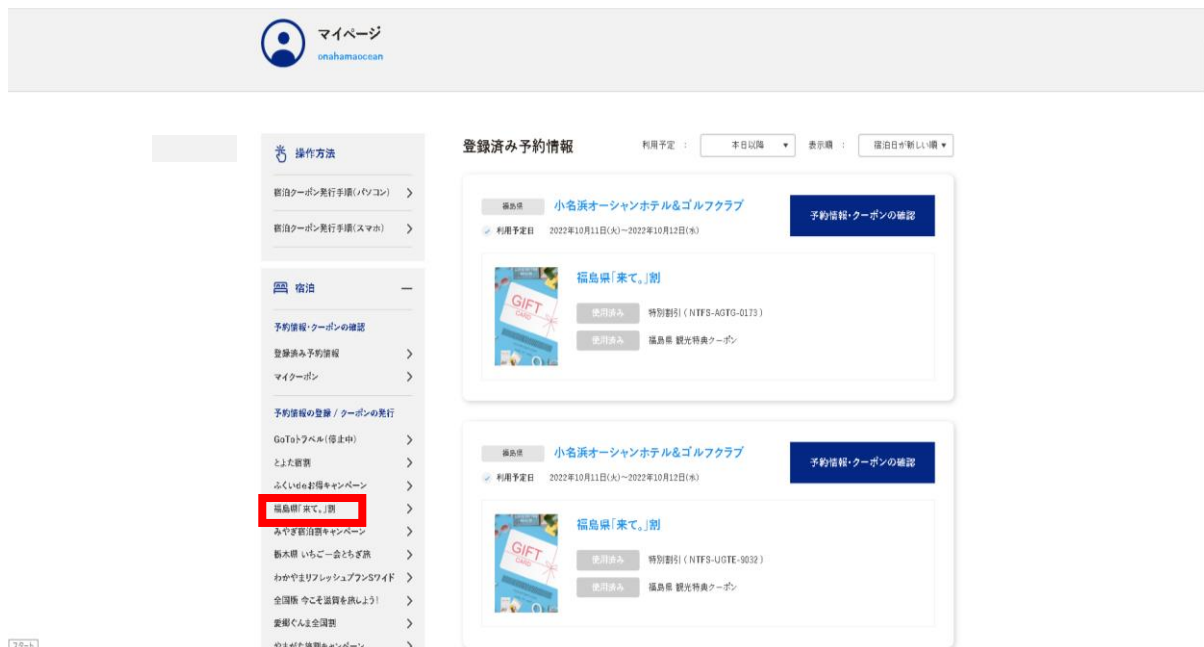 マイページ
onahamaocean
操作方法
宿泊クーポン発行手順(パソコン)
宿泊クーポン発行手順(スマホ)
宿泊
予約情報・クーポンの確認
登録済み予約情報
マイクーポン
予約情報の登録 / クーポンの発行
GoToトラベル(停止中)
とよた宿割
ふくいdeお得キャンペーン
福島県「来て。」割
みやぎ宿泊割キャンペーン
栃木県 いちご一会とちぎ旅
わかやまリフレッシュプランSワイド
全国版 今こそ滋賀を旅しよう!
愛郷ぐんま全国割
登録済み予約情報
利用予定 : 本日以降 ▼ 表示順 : 宿泊日が新しい順 ▼
福島県 小名浜オーシャンホテル&ゴルフクラブ
予約情報・クーポンの確認
利用予定日 2022年10月11日(火)~2022年10月12日(水)
GIFT
CARD
福島県「来て。」割
使用済み 特別割引 ( NTFS-AGTG-0173 )
使用済み 福島県 観光特典クーポン
福島県 小名浜オーシャンホテル&ゴルフクラブ
予約情報・クーポンの確認
利用予定日 2022年10月11日(火)~2022年10月12日(水)
GIFT
CARD
福島県「来て。」割
使用済み 特別割引 ( NTFS-UGTE-9032 )
使用済み 福島県 観光特典クーポン
スタート